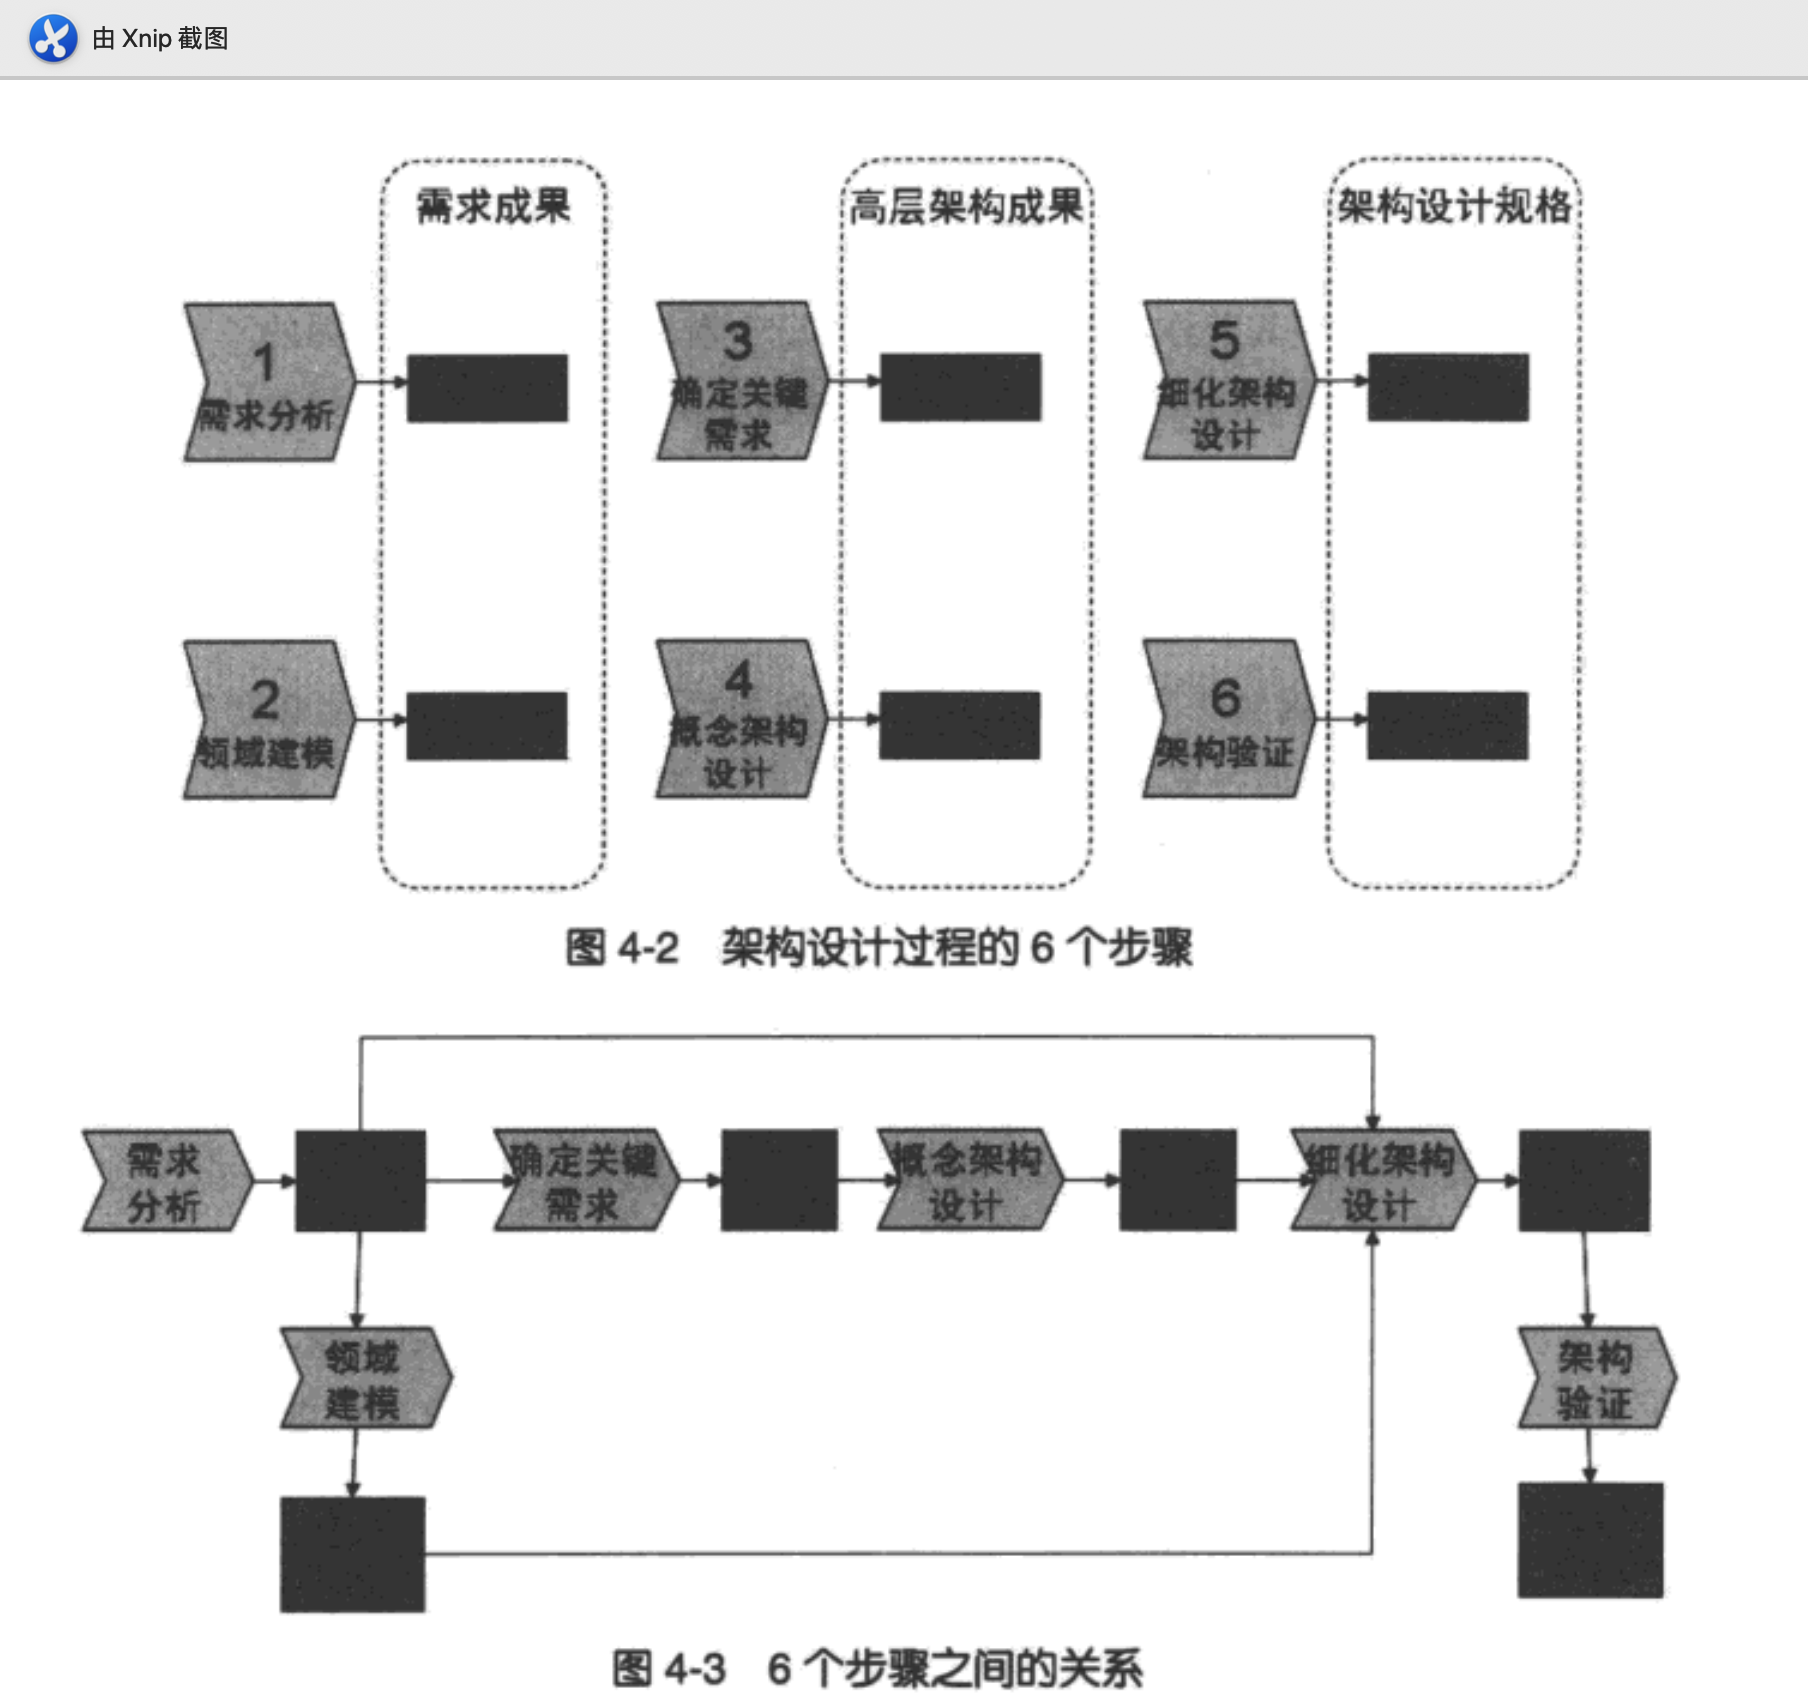 由 Xnip 截图
需求成果
高层架构成果
架构设计规格
1
需求分析
3
确定关键
需求
5
细化架构
设计
2
领域建模
4
概念架构
设计
6
架构验证
图 4-2 架构设计过程的 6 个步骤
需求
分析
确定关键
需求
概念架构
设计
细化架构
设计
领域
建模
架构
验证
图 4-3 6 个步骤之间的关系